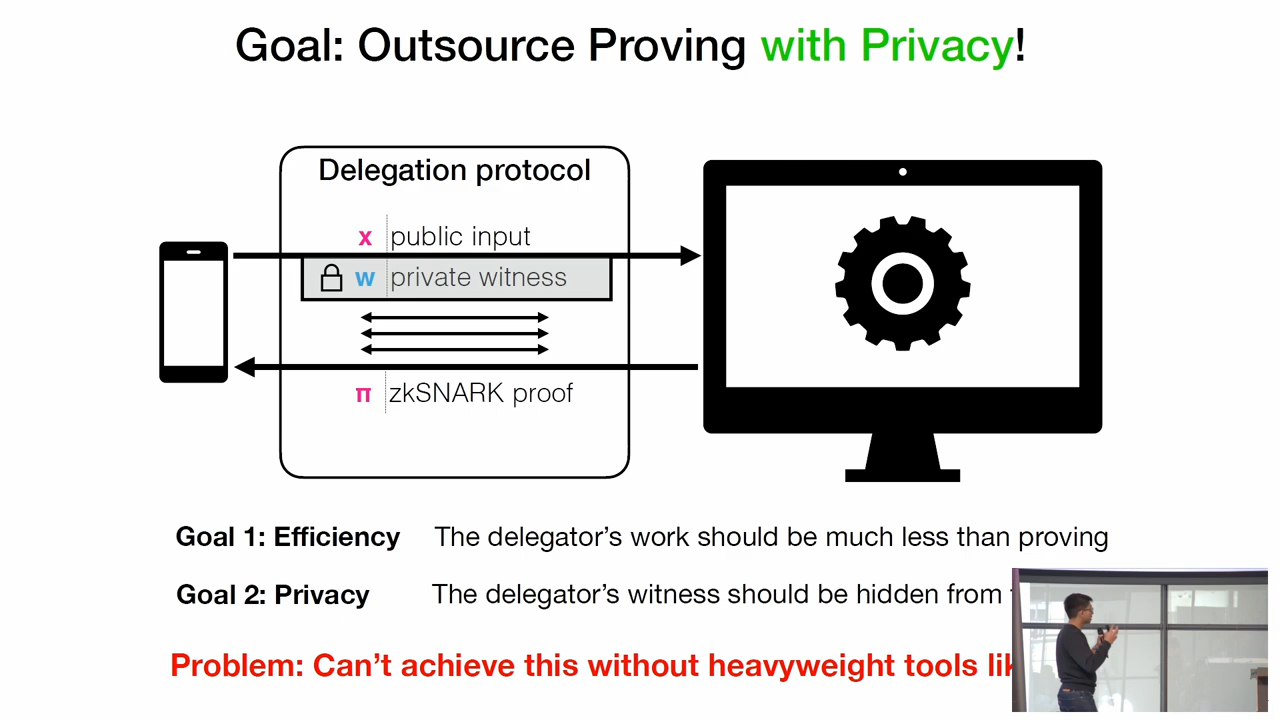 Goal: Outsource Proving with Privacy!
Delegation protocol
x public input
w private witness
π zkSNARK proof
Goal 1: Efficiency The delegator's work should be much less than proving
Goal 2: Privacy The delegator's witness should be hidden from
Problem: Can't achieve this without heavyweight tools